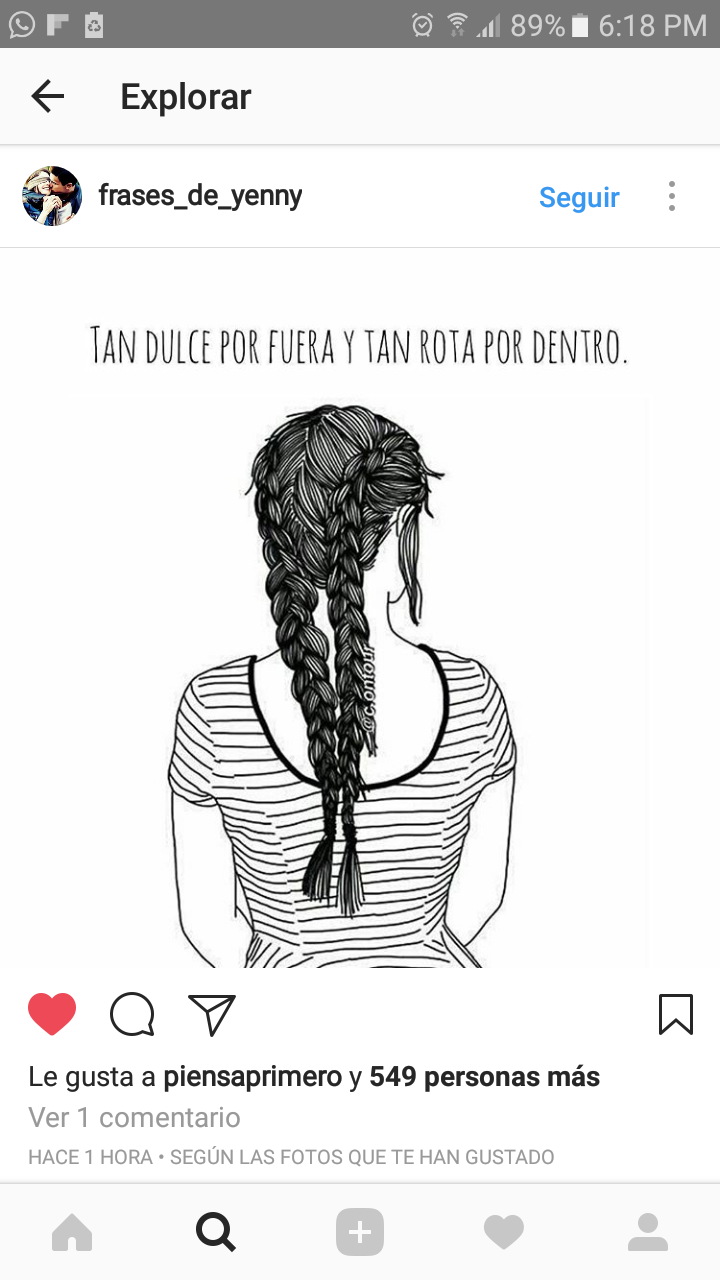 89% 6:18 PM
Explorar
frases_de_yenny Seguir
TAN DULCE POR FUERA Y TAN ROTA POR DENTRO.
@c.ontour
Le gusta a piensaprimero y 549 personas más
Ver 1 comentario
HACE 1 HORA • SEGÚN LAS FOTOS QUE TE HAN GUSTADO